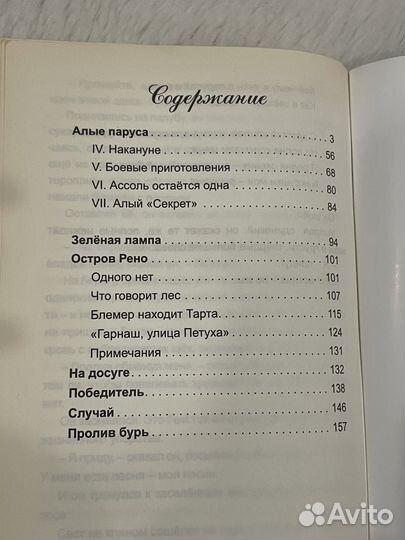 Содержание
Алые паруса 3
IV. Накануне 56
V. Боевые приготовления 68
VI. Ассоль остаётся одна 80
VII. Алый «Секрет» 84
Зелёная лампа 94
Остров Рено 101
Одного нет 101
Что говорит лес 107
Блемер находит Тарта 115
«Гарнаш, улица Петуха» 124
Примечания 131
На досуге 132
Победитель 138
Случай 146
Пролив бурь 157
Avito